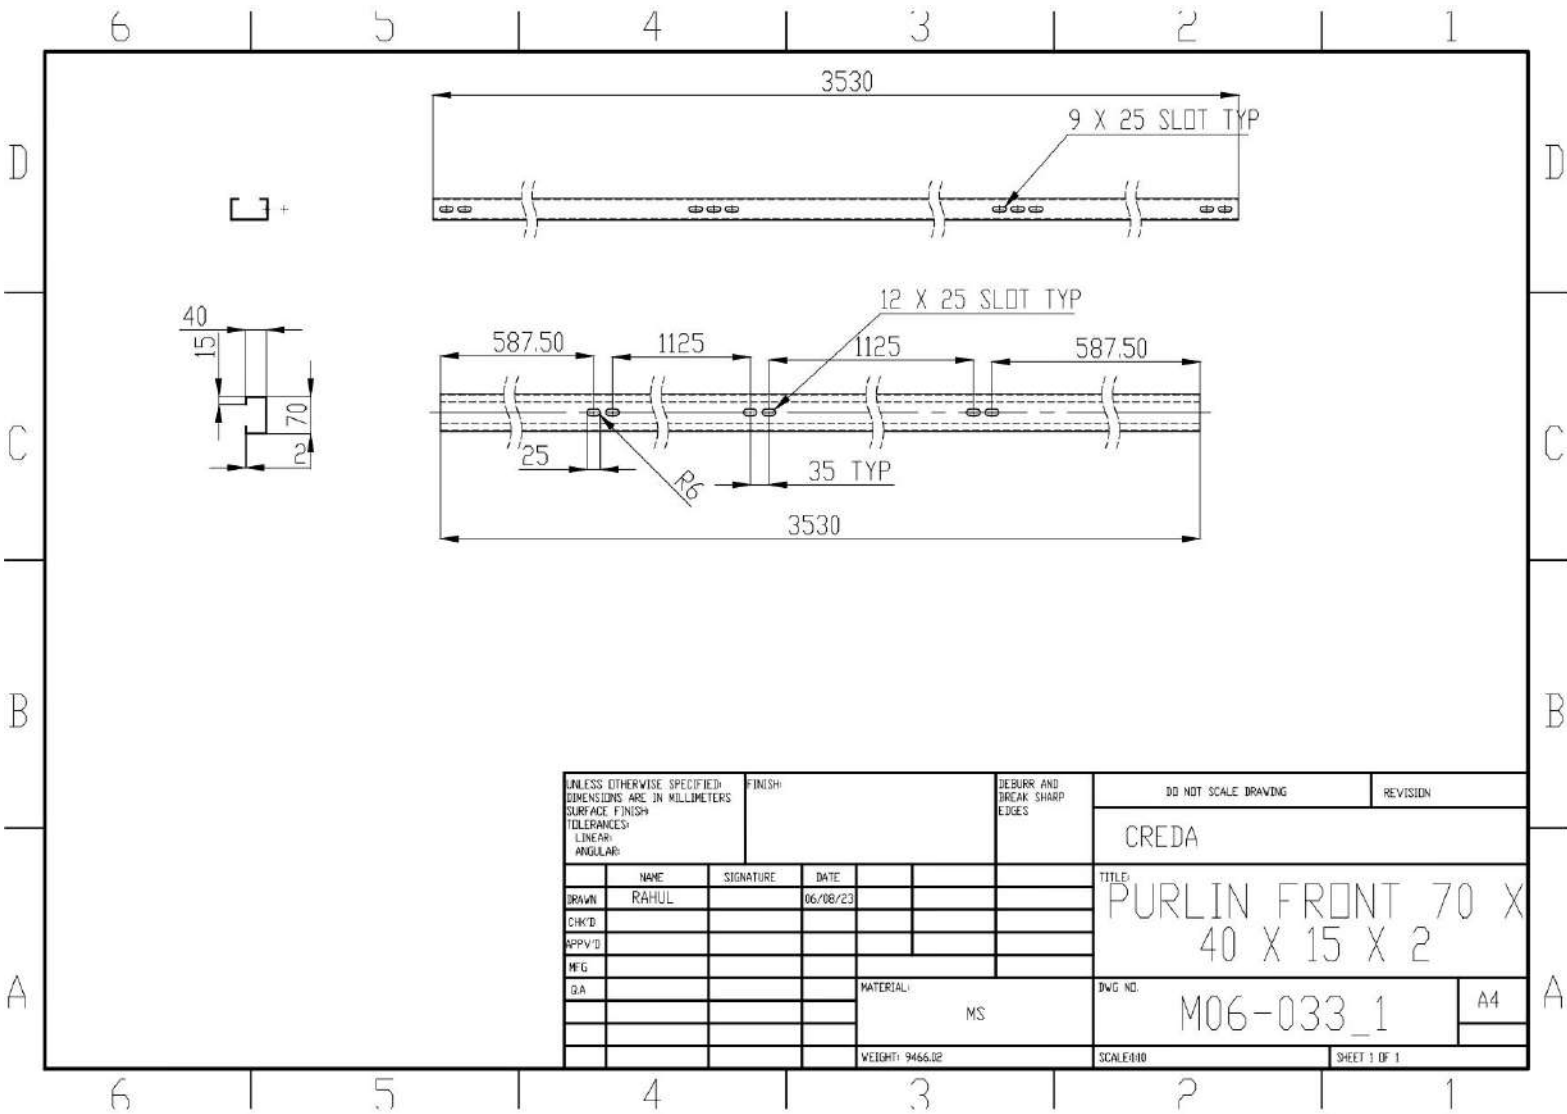 6 5 4 3 2 1
D D
C C
B B
A A
3530
9 X 25 SLOT TYP
12 X 25 SLOT TYP
40
15
70
2
587.50
1125
1125
587.50
25
R6
35 TYP
3530
UNLESS OTHERWISE SPECIFIED:
DIMENSIONS ARE IN MILLIMETERS
SURFACE FINISH:
TOLERANCES:
LINEAR:
ANGULAR:
FINISH:
DEBURR AND
BREAK SHARP
EDGES
DO NOT SCALE DRAWING
REVISION
CREDA
NAME SIGNATURE DATE
DRAWN RAHUL 06/08/23
CHK'D
APPV'D
MFG
Q.A
TITLE:
PURLIN FRONT 70 X
40 X 15 X 2
MATERIAL:
MS
DWG NO.
M06-033_1
A4
WEIGHT: 9466.02
SCALE:1:10
SHEET 1 OF 1
6 5 4 3 2 1